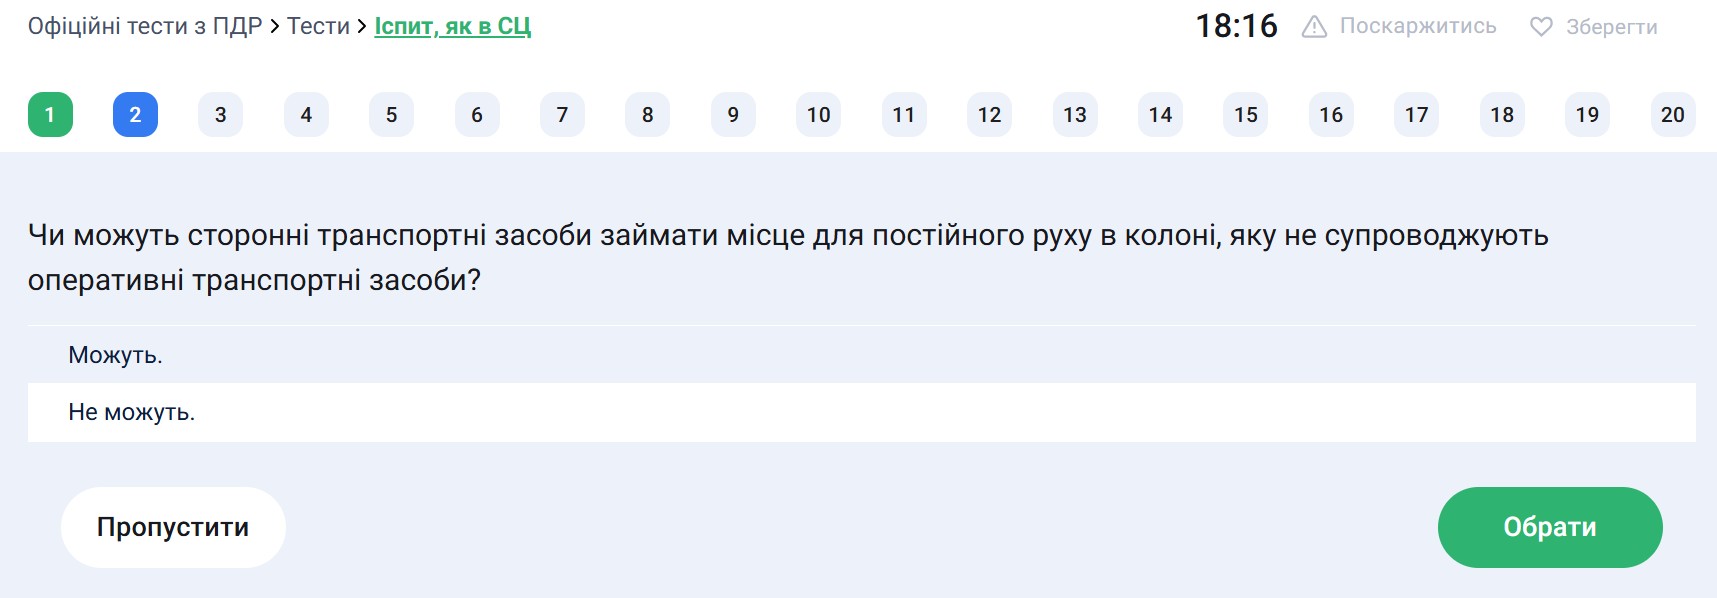 Офіційні тести з ПДР > Тести > Іспит, як в СЦ 18:16 Поскаржитись Зберегти
1 2 3 4 5 6 7 8 9 10 11 12 13 14 15 16 17 18 19 20
Чи можуть сторонні транспортні засоби займати місце для постійного руху в колоні, яку не супроводжують
оперативні транспортні засоби?
Можуть.
Не можуть.
Пропустити Обрати